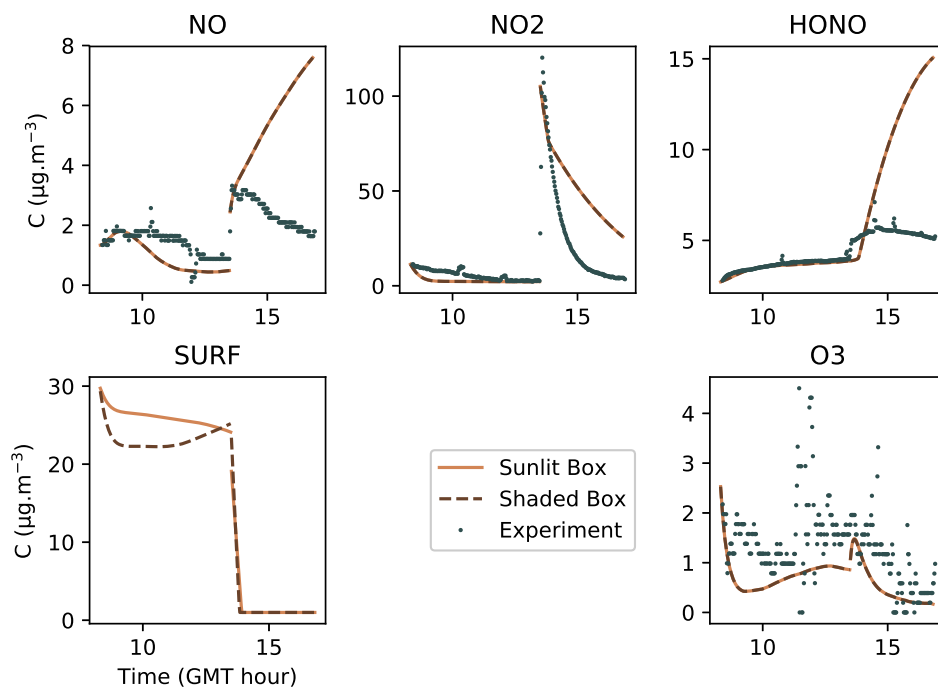 NO
NO2
HONO
C (µg.m⁻³)
8
6
4
2
0
10
15
100
50
0
10
15
15
10
5
10
15
SURF
O3
C (µg.m⁻³)
30
20
10
0
10
15
Time (GMT hour)
Sunlit Box
Shaded Box
Experiment
4
3
2
1
0
10
15